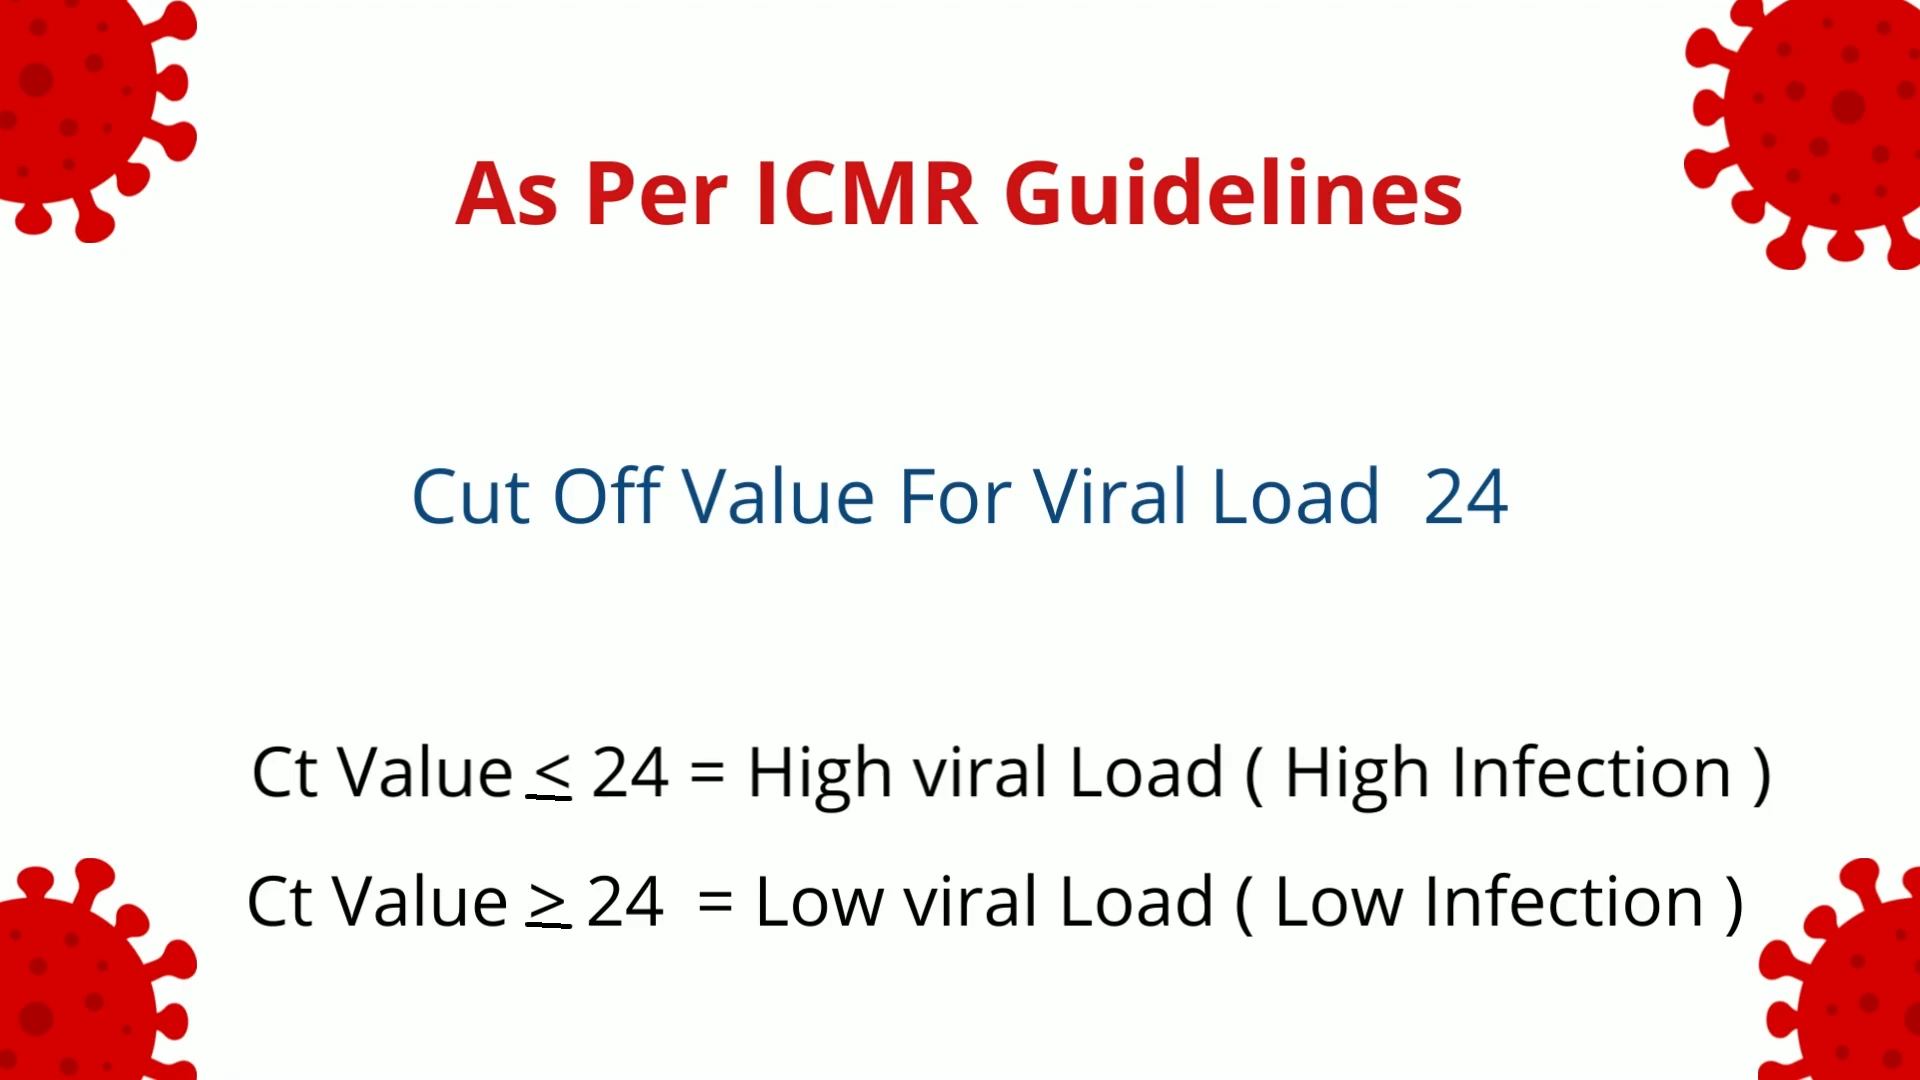 As Per ICMR Guidelines
Cut Off Value For Viral Load 24
Ct Value ≤ 24 = High viral Load ( High Infection )
Ct Value ≥ 24 = Low viral Load ( Low Infection )